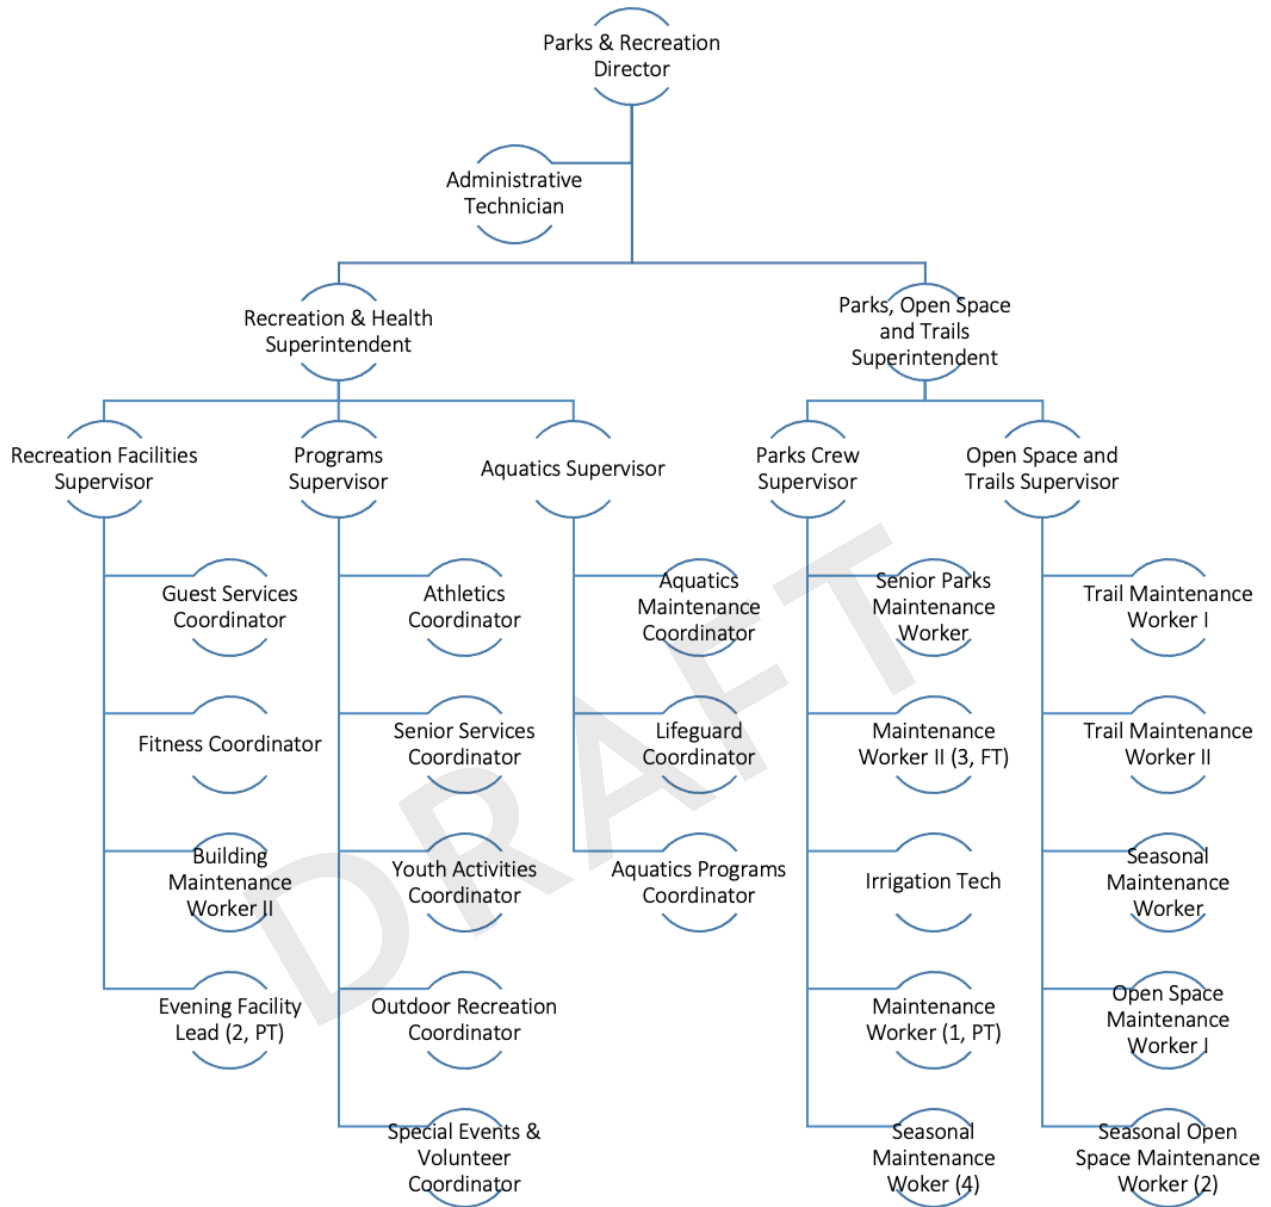 Parks & Recreation
Director
Administrative
Technician
Recreation & Health
Superintendent
Parks, Open Space
and Trails
Superintendent
Recreation Facilities
Supervisor
Programs
Supervisor
Aquatics Supervisor
Parks Crew
Supervisor
Open Space and
Trails Supervisor
Guest Services
Coordinator
Fitness Coordinator
Building
Maintenance
Worker II
Evening Facility
Lead (2, PT)
Athletics
Coordinator
Senior Services
Coordinator
Youth Activities
Coordinator
Outdoor Recreation
Coordinator
Special Events &
Volunteer
Coordinator
Aquatics
Maintenance
Coordinator
Lifeguard
Coordinator
Aquatics Programs
Coordinator
Senior Parks
Maintenance
Worker
Maintenance
Worker II (3, FT)
Irrigation Tech
Maintenance
Worker (1, PT)
Seasonal
Maintenance
Woker (4)
Trail Maintenance
Worker I
Trail Maintenance
Worker II
Seasonal
Maintenance
Worker
Open Space
Maintenance
Worker I
Seasonal Open
Space Maintenance
Worker (2)
DRAFT